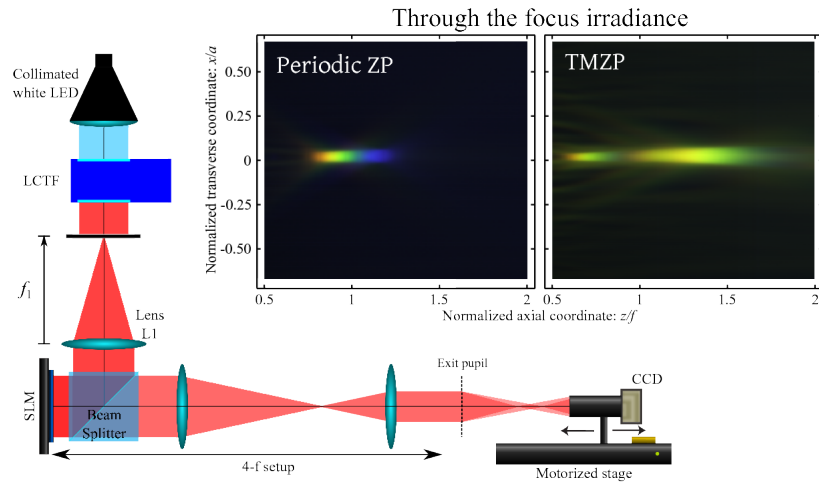 Through the focus irradiance
Collimated
white LED
LCTF
f1
Lens
L1
SLM
Beam
Splitter
4-f setup
Exit pupil
CCD
Motorized stage
Normalized transverse coordinate: x/a
0.50
0.25
0
-0.25
-0.50
Periodic ZP
TMZP
0.5
1
1.5
2
0.5
1
1.5
2
Normalized axial coordinate: z/f